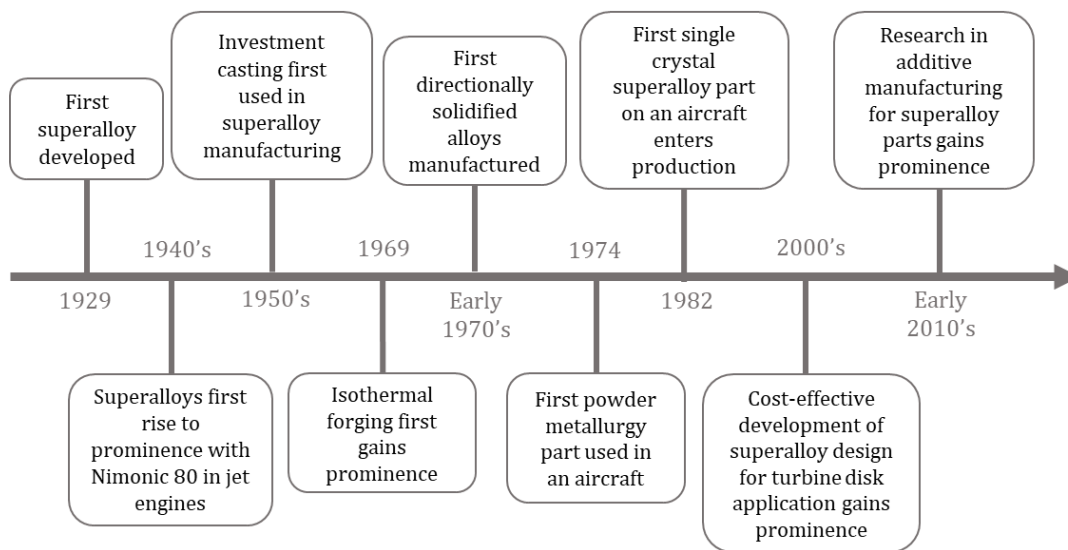 First
superalloy
developed
Investment
casting first
used in
superalloy
manufacturing
First
directionally
solidified
alloys
manufactured
First single
crystal
superalloy part
on an aircraft
enters
production
Research in
additive
manufacturing
for superalloy
parts gains
prominence
1940's
1969
1974
2000's
1929
1950's
Early
1970's
1982
Early
2010's
Superalloys first
rise to
prominence with
Nimonic 80 in jet
engines
Isothermal
forging first
gains
prominence
First powder
metallurgy
part used in
an aircraft
Cost-effective
development of
superalloy design
for turbine disk
application gains
prominence